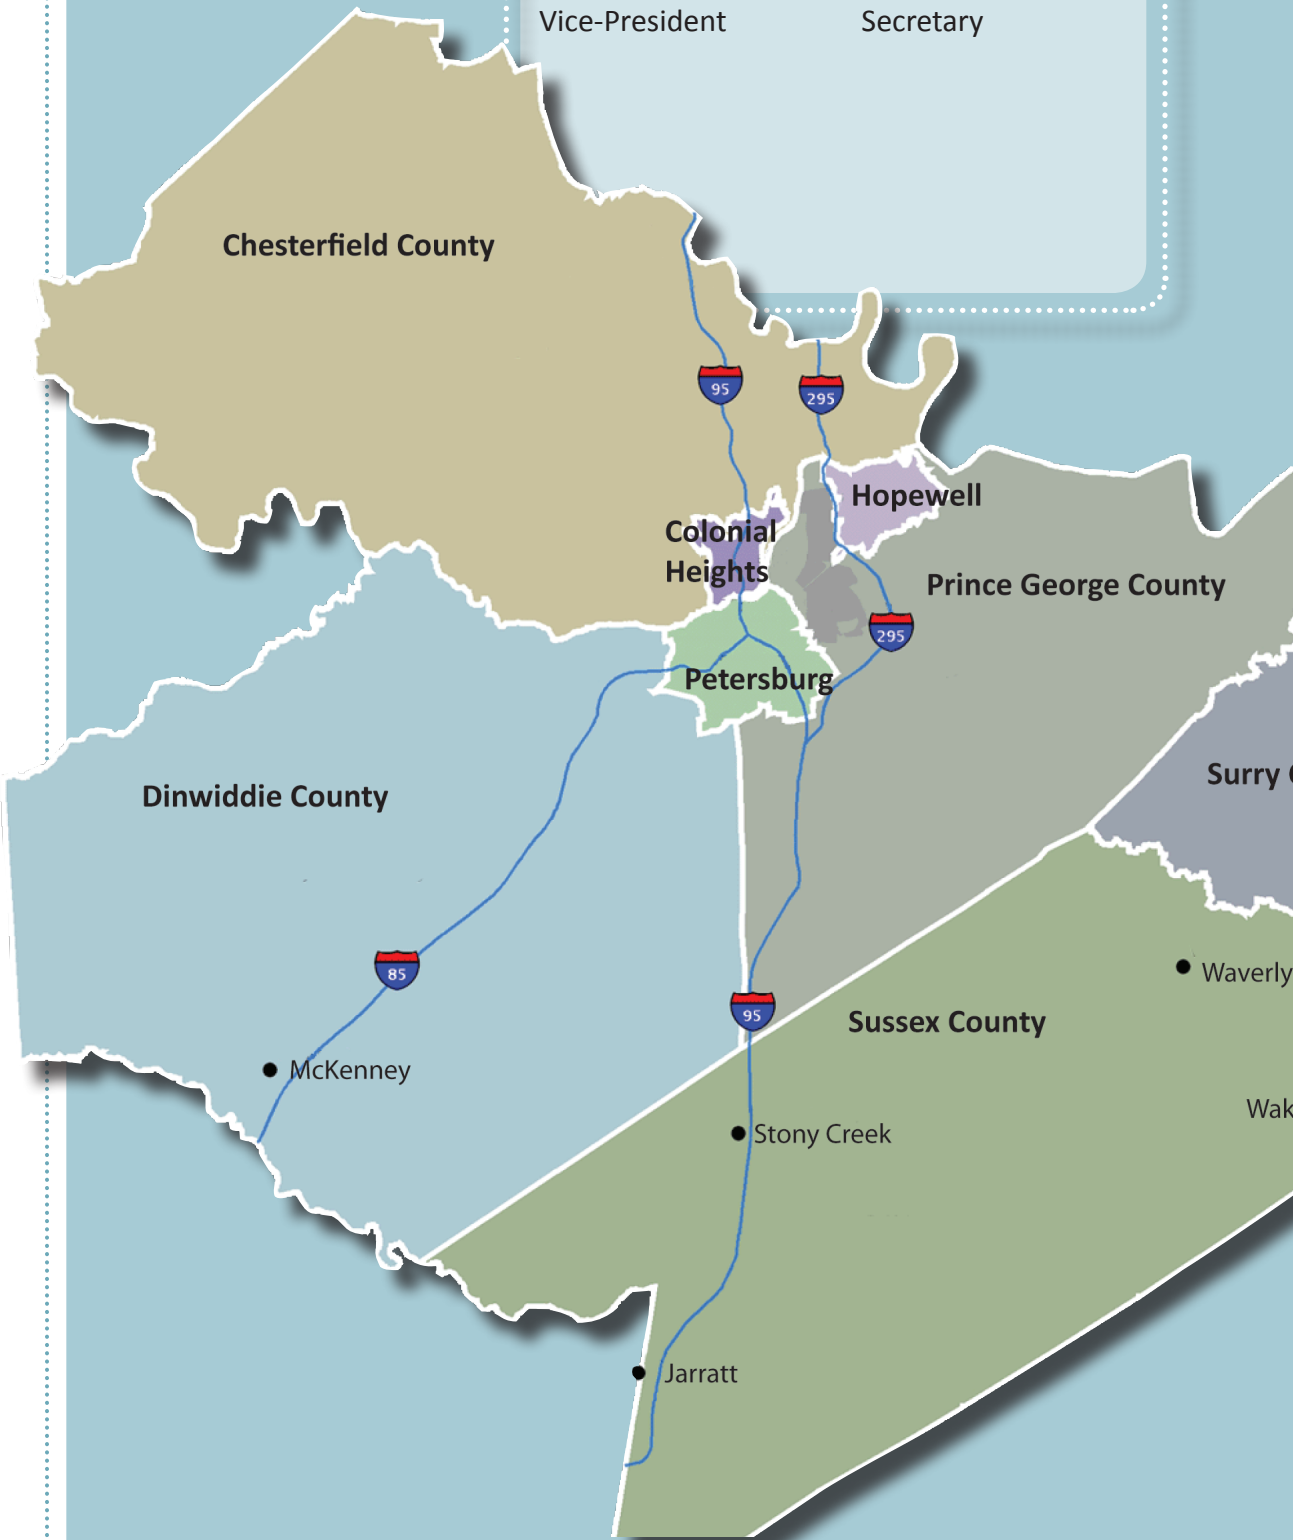 Vice-President
Secretary
Chesterfield County
95
295
Hopewell
Colonial
Heights
Prince George County
295
Petersburg
Surry
Dinwiddie County
Waverly
85
95
Sussex County
McKenney
Wak
Stony Creek
Jarratt